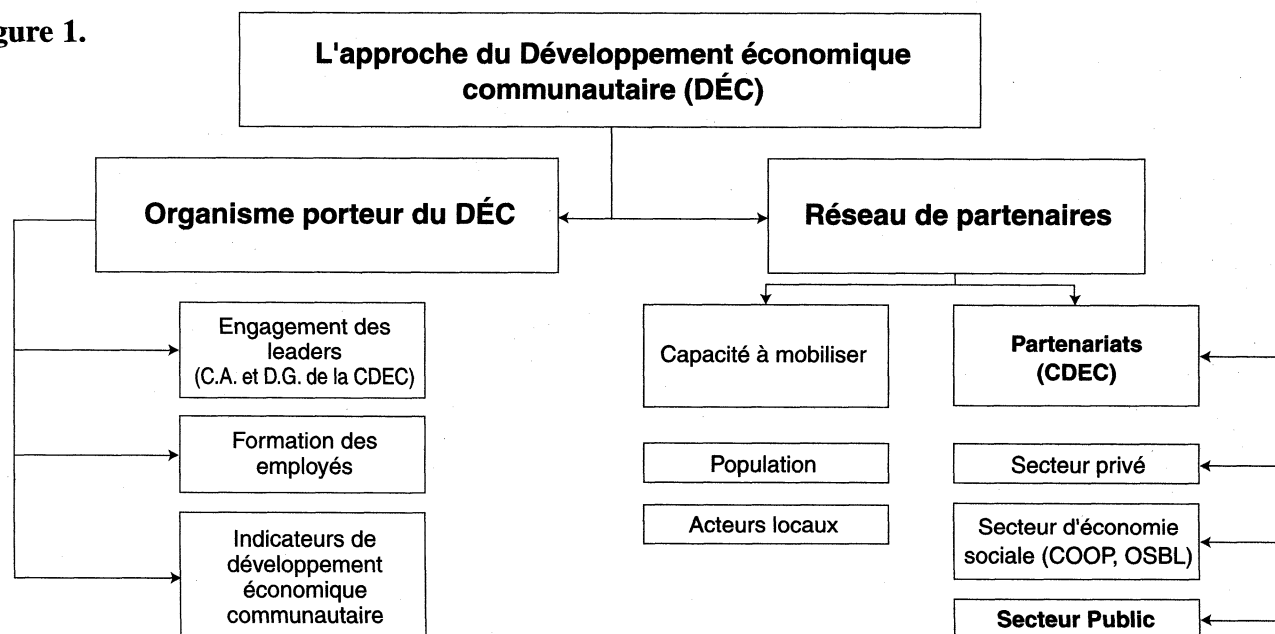 gure 1.
L'approche du Développement économique
communautaire (DÉC)
Organisme porteur du DÉC
Réseau de partenaires
Engagement des
leaders
(C.A. et D.G. de la CDEC)
Formation des
employés
Indicateurs de
développement
économique
communautaire
Capacité à mobiliser
Population
Acteurs locaux
Partenariats
(CDEC)
Secteur privé
Secteur d'économie
sociale (COOP, OSBL)
Secteur Public